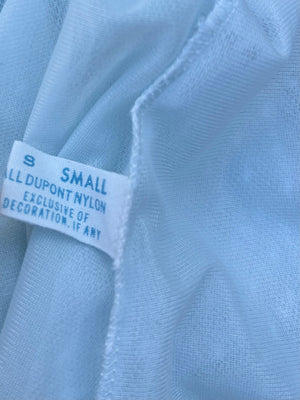 S SMALL
ALL DUPONT NYLON
EXCLUSIVE OF
DECORATION, IF ANY